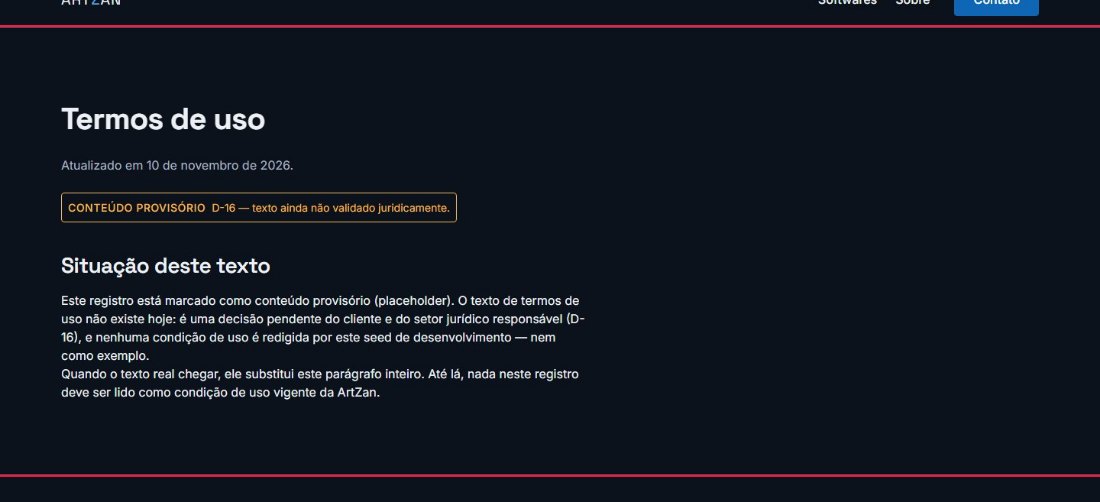 ARTZAN
Softwares Sobre Contato
Termos de uso
Atualizado em 10 de novembro de 2026.
CONTEÚDO PROVISÓRIO D-16 — texto ainda não validado juridicamente.
Situação deste texto
Este registro está marcado como conteúdo provisório (placeholder). O texto de termos de
uso não existe hoje: é uma decisão pendente do cliente e do setor jurídico responsável (D-
16), e nenhuma condição de uso é redigida por este seed de desenvolvimento — nem
como exemplo.
Quando o texto real chegar, ele substitui este parágrafo inteiro. Até lá, nada neste registro
deve ser lido como condição de uso vigente da ArtZan.